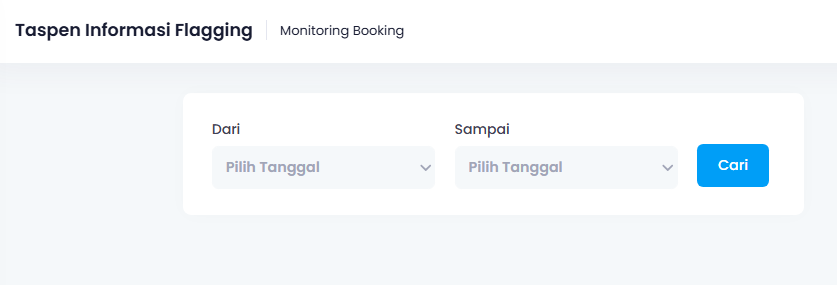 Taspen Informasi Flagging
Monitoring Booking
Dari
Sampai
Pilih Tanggal
Pilih Tanggal
Cari